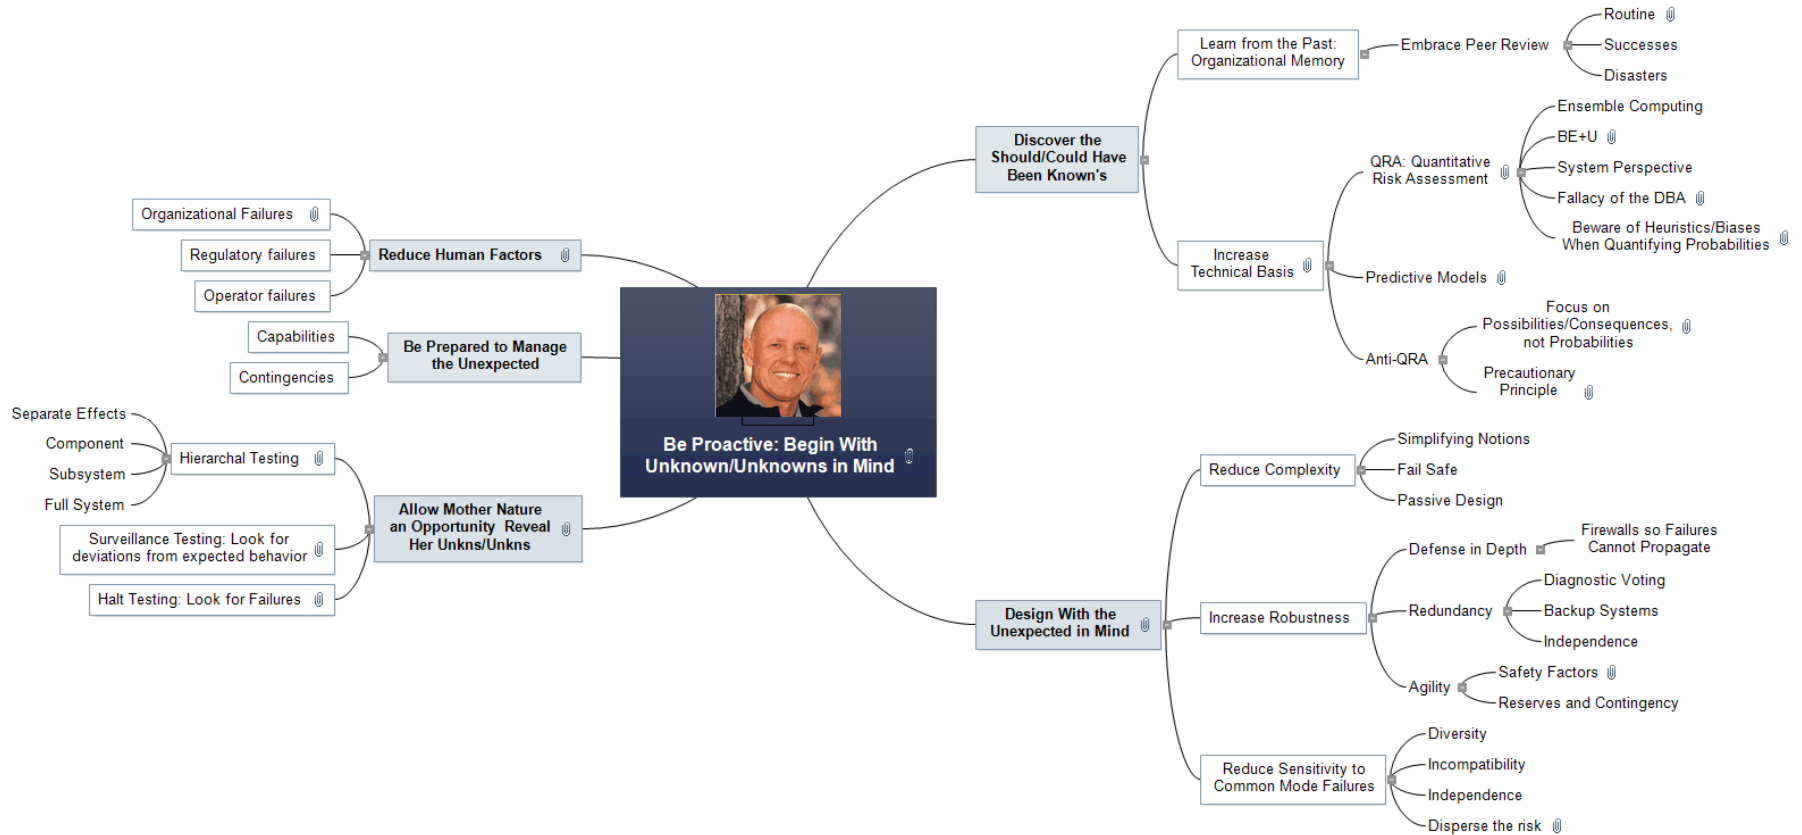 Be Proactive: Begin With
Unknown/Unknowns in Mind
Discover the
Should/Could Have
Been Known's
Learn from the Past:
Organizational Memory
Embrace Peer Review
Routine
Successes
Disasters
Increase
Technical Basis
QRA: Quantitative
Risk Assessment
Ensemble Computing
BE+U
System Perspective
Fallacy of the DBA
Beware of Heuristics/Biases
When Quantifying Probabilities
Predictive Models
Anti-QRA
Focus on
Possibilities/Consequences,
not Probabilities
Precautionary
Principle
Design With the
Unexpected in Mind
Reduce Complexity
Simplifying Notions
Fail Safe
Passive Design
Increase Robustness
Defense in Depth
Firewalls so Failures
Cannot Propagate
Redundancy
Diagnostic Voting
Backup Systems
Independence
Agility
Safety Factors
Reserves and Contingency
Reduce Sensitivity to
Common Mode Failures
Diversity
Incompatibility
Independence
Disperse the risk
Reduce Human Factors
Organizational Failures
Regulatory failures
Operator failures
Be Prepared to Manage
the Unexpected
Capabilities
Contingencies
Allow Mother Nature
an Opportunity Reveal
Her Unkns/Unkns
Hierarchal Testing
Separate Effects
Component
Subsystem
Full System
Surveillance Testing: Look for
deviations from expected behavior
Halt Testing: Look for Failures